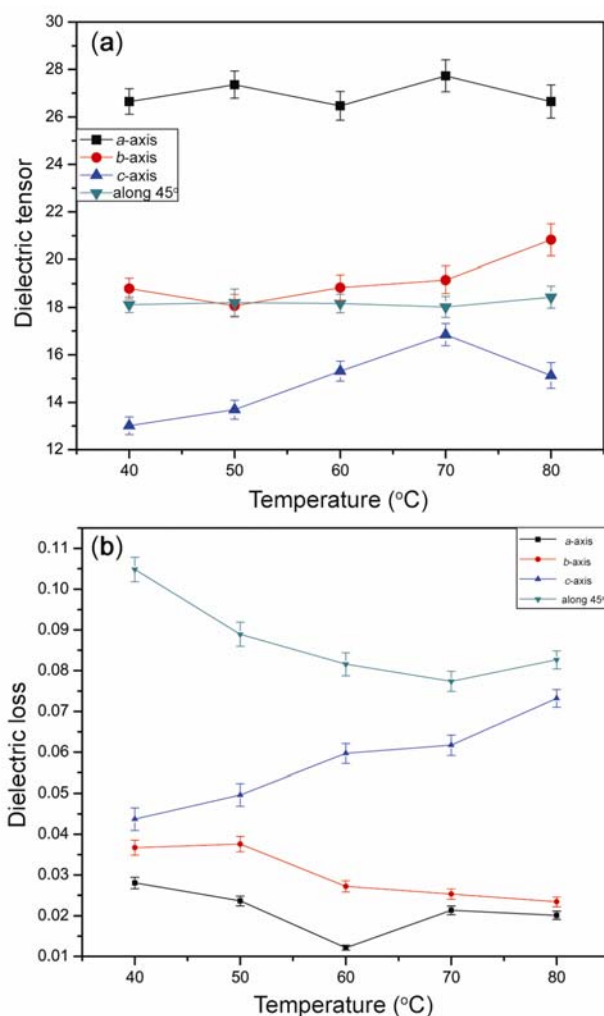 (a)
30
28
26
24
22
20
18
16
14
12
Dielectric tensor
a-axis
b-axis
c-axis
along 45°
40 50 60 70 80
Temperature (°C)
(b)
0.11
0.10
0.09
0.08
0.07
0.06
0.05
0.04
0.03
0.02
0.01
Dielectric loss
a-axis
b-axis
c-axis
along 45°
40 50 60 70 80
Temperature (°C)